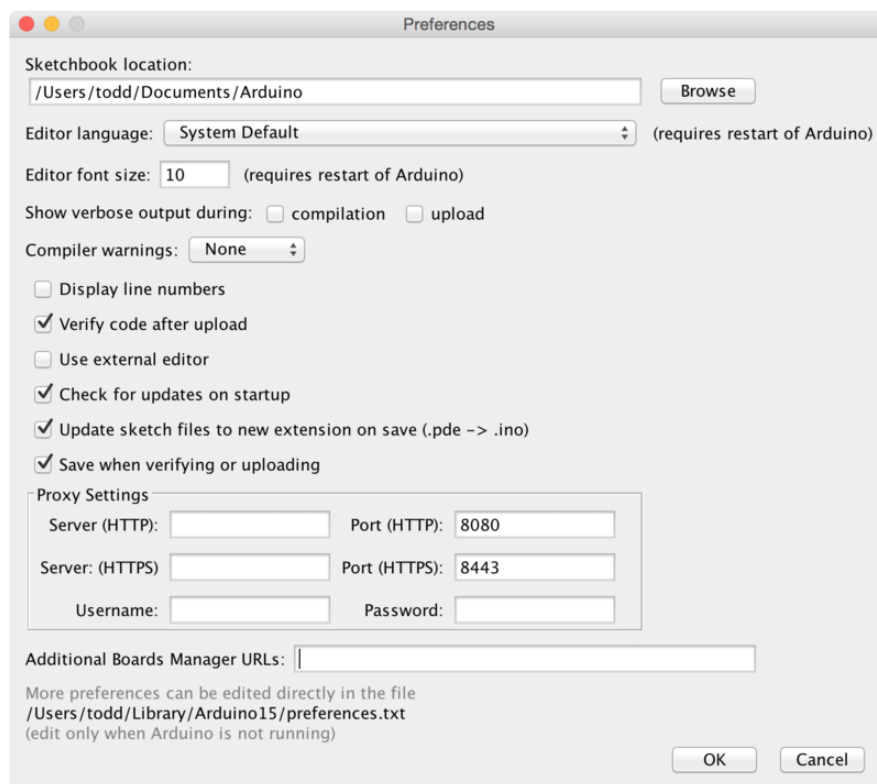 Preferences
Sketchbook location:
/Users/todd/Documents/Arduino Browse
Editor language: System Default (requires restart of Arduino)
Editor font size: 10 (requires restart of Arduino)
Show verbose output during: compilation upload
Compiler warnings: None
Display line numbers
Verify code after upload
Use external editor
Check for updates on startup
Update sketch files to new extension on save (.pde -> .ino)
Save when verifying or uploading
Proxy Settings
Server (HTTP): Port (HTTP): 8080
Server: (HTTPS) Port (HTTPS): 8443
Username: Password:
Additional Boards Manager URLs:
More preferences can be edited directly in the file
/Users/todd/Library/Arduino15/preferences.txt
(edit only when Arduino is not running)
OK Cancel